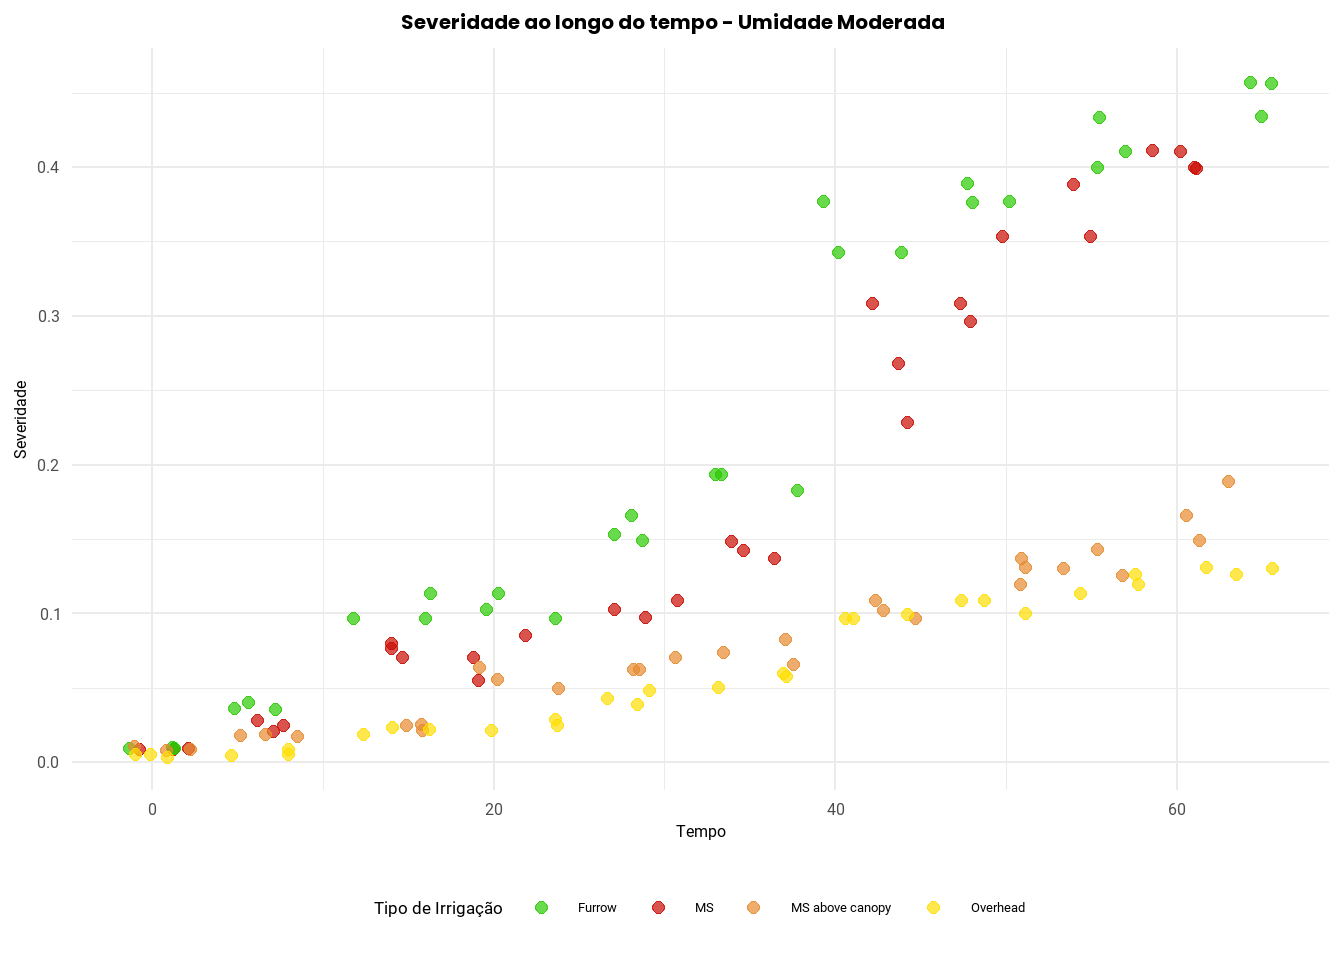 Severidade ao longo do tempo - Umidade Moderada
0.4
0.3
0.2
0.1
0.0
Severidade
0 20 40 60
Tempo
Tipo de Irrigação Furrow MS MS above canopy Overhead